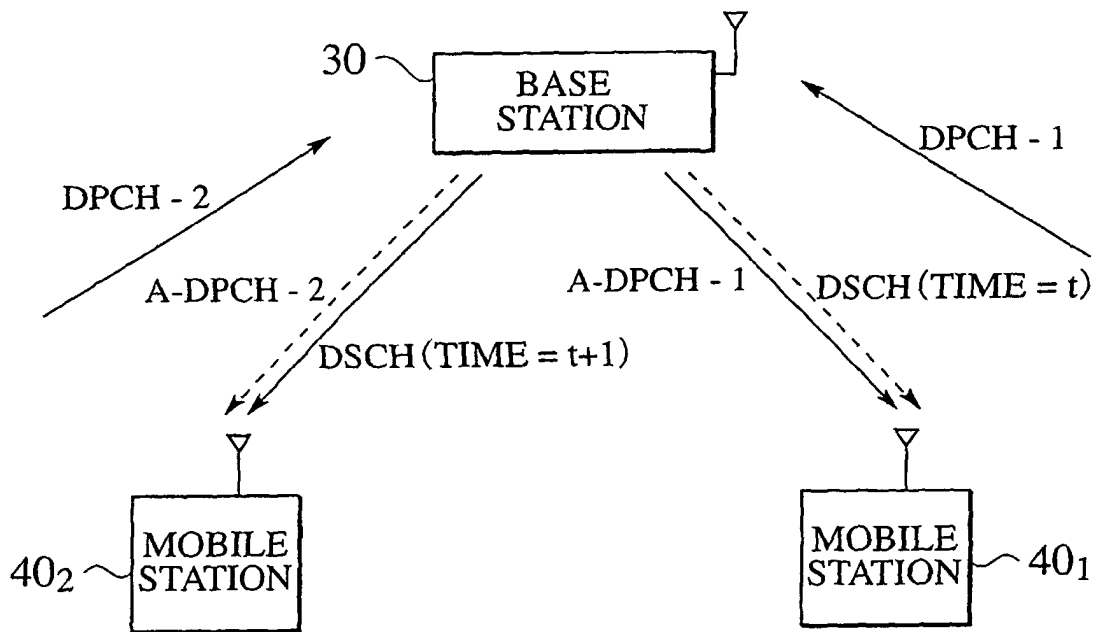 30
BASE
STATION
DPCH - 1
DPCH - 2
A-DPCH - 2
A-DPCH - 1
DSCH (TIME = t)
DSCH (TIME = t+1)
40₂
MOBILE
STATION
MOBILE
STATION
40₁